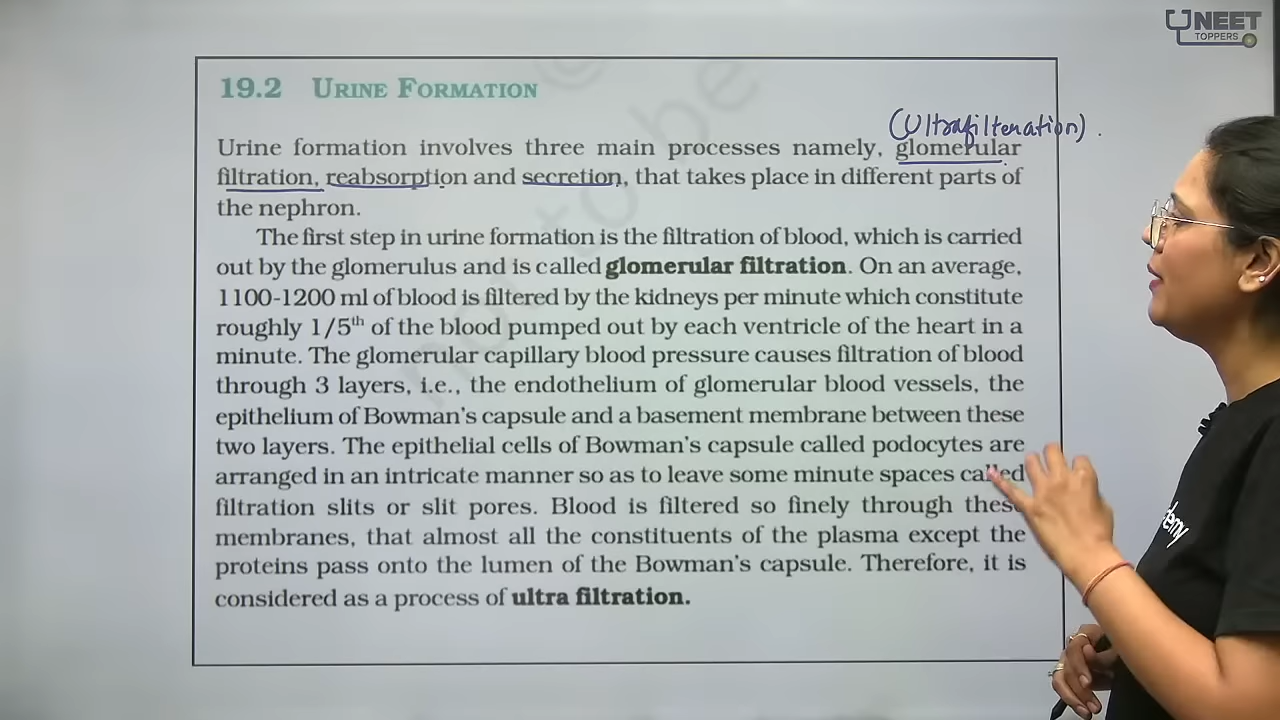 NEET
TOPPERS
19.2 URINE FORMATION
(Ultrafilteration).
Urine formation involves three main processes namely, glomerular
filtration, reabsorption and secretion, that takes place in different parts of
the nephron.
The first step in urine formation is the filtration of blood, which is carried
out by the glomerulus and is called glomerular filtration. On an average,
1100-1200 ml of blood is filtered by the kidneys per minute which constitute
roughly 1/5th of the blood pumped out by each ventricle of the heart in a
minute. The glomerular capillary blood pressure causes filtration of blood
through 3 layers, i.e., the endothelium of glomerular blood vessels, the
epithelium of Bowman's capsule and a basement membrane between these
two layers. The epithelial cells of Bowman's capsule called podocytes are
arranged in an intricate manner so as to leave some minute spaces called
filtration slits or slit pores. Blood is filtered so finely through these
membranes, that almost all the constituents of the plasma except the
proteins pass onto the lumen of the Bowman's capsule. Therefore, it is
considered as a process of ultra filtration.
©
not to be
demy